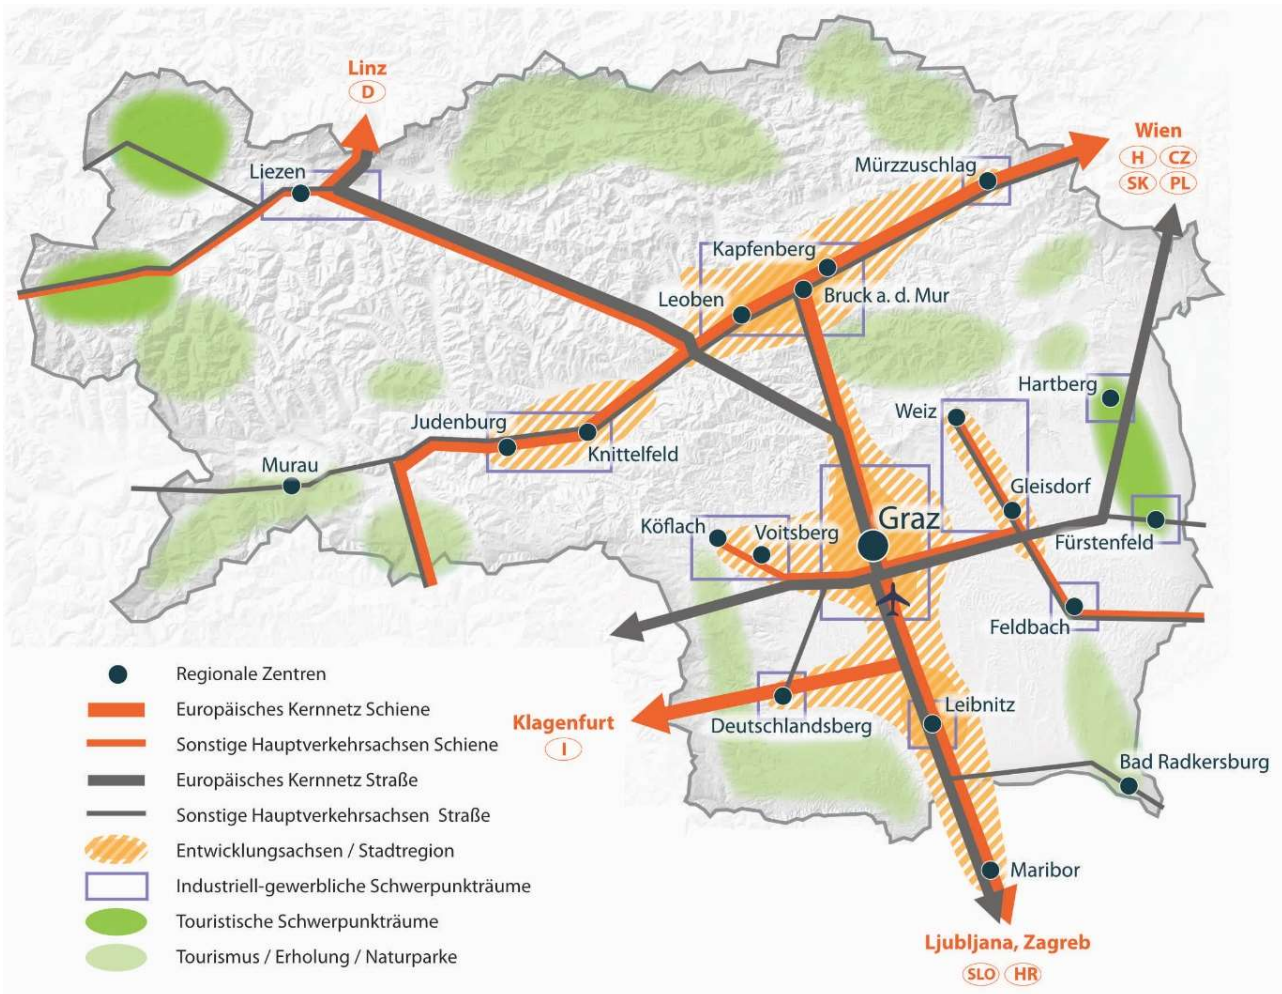 Linz
D
Wien
H CZ
SK PL
Liezen
Mürzzuschlag
Kapfenberg
Leoben
Bruck a. d. Mur
Hartberg
Weiz
Judenburg
Knittelfeld
Murau
Gleisdorf
Graz
Köflach
Voitsberg
Fürstenfeld
Feldbach
Klagenfurt
I
Deutschlandsberg
Leibnitz
Bad Radkersburg
Maribor
Ljubljana, Zagreb
SLO HR
Regionale Zentren
Europäisches Kernnetz Schiene
Sonstige Hauptverkehrsachsen Schiene
Europäisches Kernnetz Straße
Sonstige Hauptverkehrsachsen Straße
Entwicklungsachsen / Stadtregion
Industriell-gewerbliche Schwerpunkträume
Touristische Schwerpunkträume
Tourismus / Erholung / Naturparke